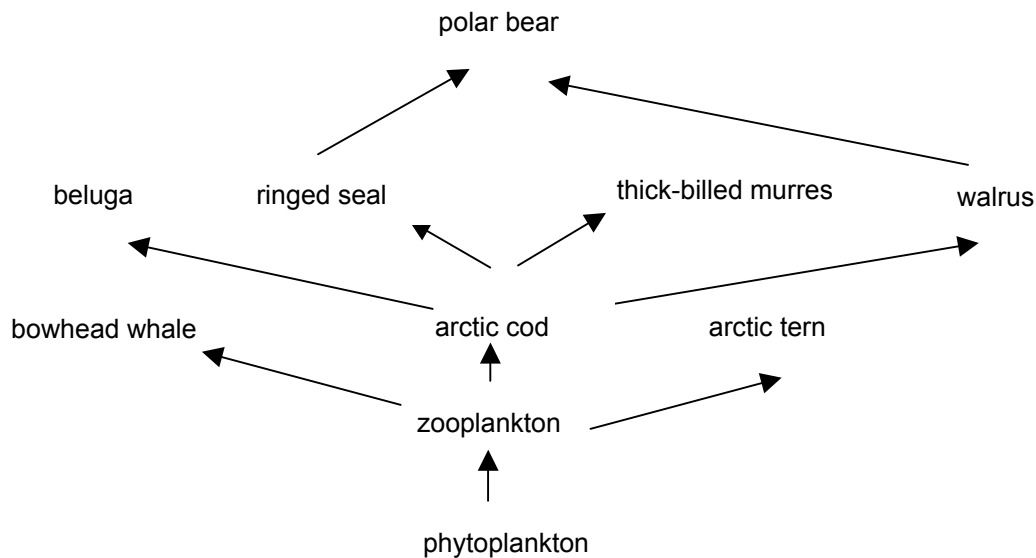 polar bear
beluga
ringed seal
thick-billed murres
walrus
bowhead whale
arctic cod
arctic tern
zooplankton
phytoplankton